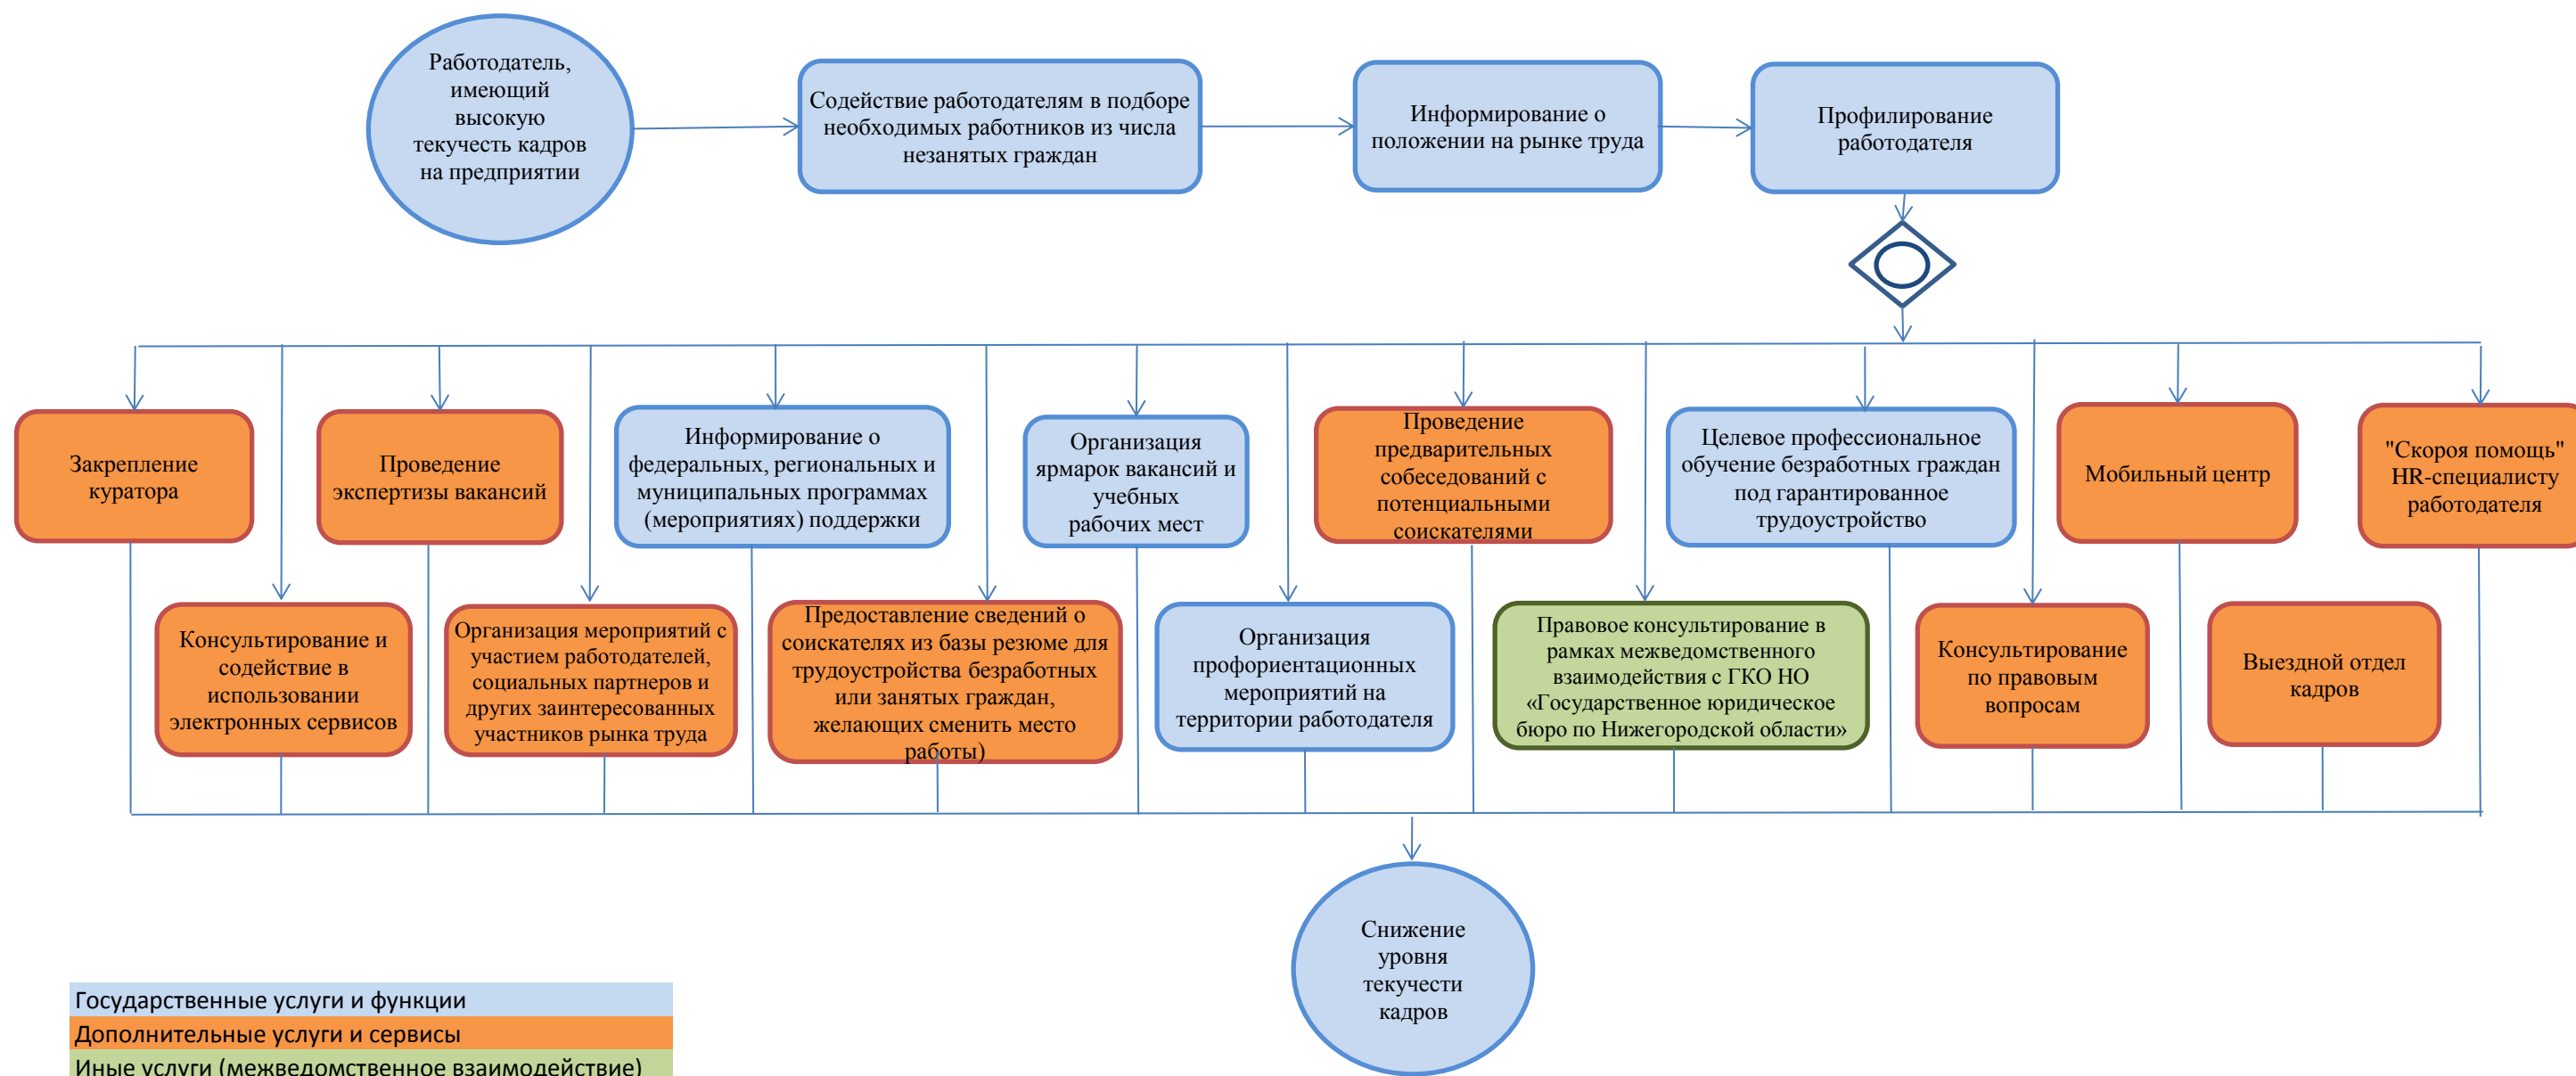 Работодатель,
имеющий
высокую
текучесть кадров
на предприятии
Содействие работодателям в подборе
необходимых работников из числа
незанятых граждан
Информирование о
положении на рынке труда
Профилирование
работодателя
Закрепление
куратора
Проведение
экспертизы вакансий
Информирование о
федеральных, региональных и
муниципальных программах
(мероприятиях) поддержки
Организация
ярмарок вакансий и
учебных
рабочих мест
Проведение
предварительных
собеседований с
потенциальными
соискателями
Целевое профессиональное
обучение безработных граждан
под гарантированное
трудоустройство
Мобильный центр
"Скороя помощь"
HR-специалисту
работодателя
Консультирование и
содействие в
использовании
электронных сервисов
Организация мероприятий с
участием работодателей,
социальных партнеров и
других заинтересованных
участников рынка труда
Предоставление сведений о
соискателях из базы резюме для
трудоустройства безработных
или занятых граждан,
желающих сменить место
работы)
Организация
профориентационных
мероприятий на
территории работодателя
Правовое консультирование в
рамках межведомственного
взаимодействия с ГКО НО
«Государственное юридическое
бюро по Нижегородской области»
Консультирование
по правовым
вопросам
Выездной отдел
кадров
Снижение
уровня
текучести
кадров
Государственные услуги и функции
Дополнительные услуги и сервисы
Иные услуги (межведомственное взаимодействие)